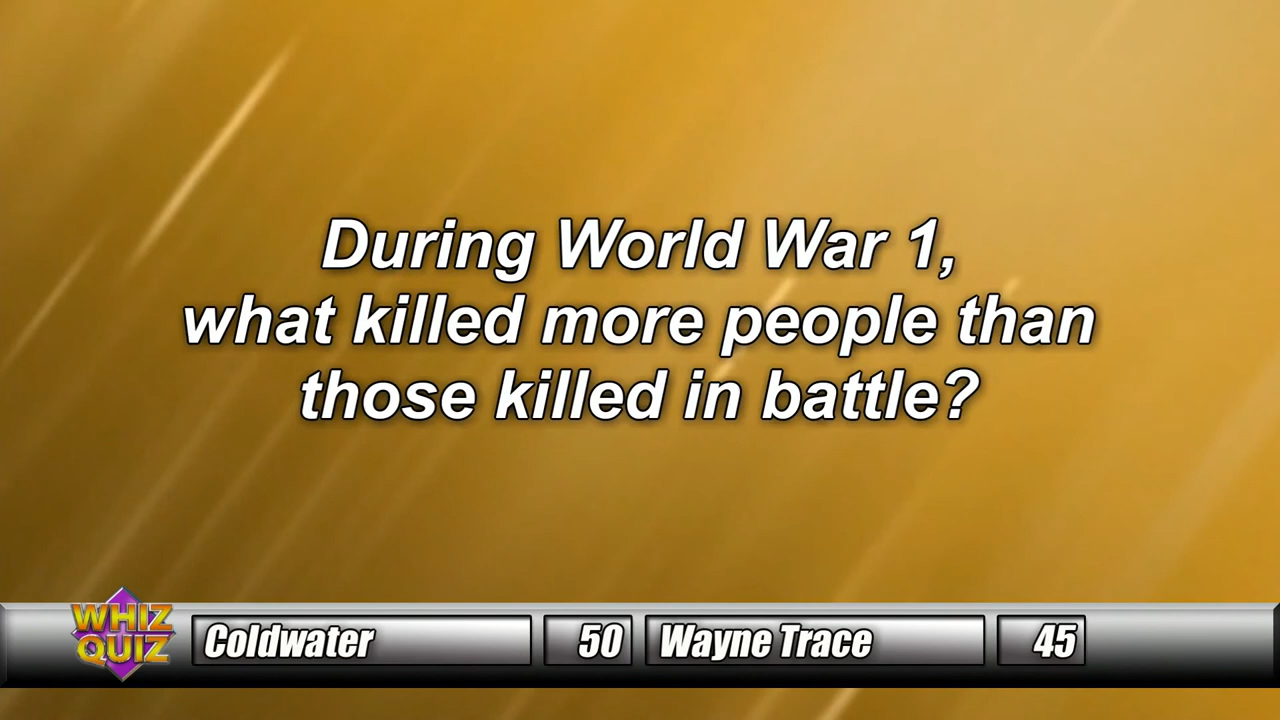 During World War 1,
what killed more people than
those killed in battle?
WHIZ
QUIZ
Coldwater 50 Wayne Trace 45